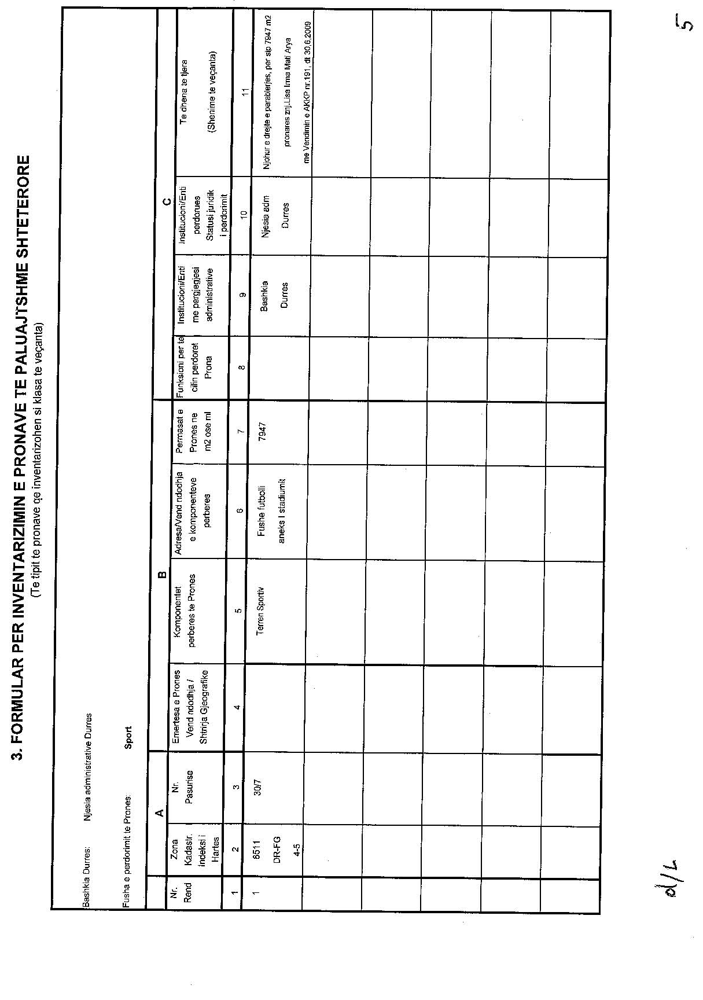 3. FORMULAR PER INVENTARIZIMIN E PRONAVE TE PALUAJTSHME SHTETERORE
(Te tipit te pronave qe inventarizohen si klasa te veçanta)
Bashkia Durres: Njesia administrative Durres
Fusha e perdorimit te Prones: Sport
A B C
Nr. Rend
Zona Kadastr. Indeksi i Hartes
Nr. Pasurise
Emertesa e Prones Vend ndodhja / Shtrirja Gjeografike
Komponentet perberes te Prones
Adresa/Vend ndodhja e komponenteve perberes
Permasat e Prones ne m2 ose ml
Funksioni per te cilin perdoret Prona
Institucioni/Enti me pergjegjesi administrative
Institucioni/Enti perdorues Statusi juridik i perdorimit
Te dhena te tjera (Shenime te veçanta)
1 2 3 4 5 6 7 8 9 10 11
1
8511
DR-FG
4-5
30/7
Terren Sportiv
Fushe futbolli
aneks I stadiumit
7947
Bashkia
Durres
Njesia adm
Durres
Njohur e drejte e parablerjes, per sip 7947 m2
pronares znj.Lisa Irma Mati Arya
me Vendimin e AKKP nr.191, dt 30,6,2009
5